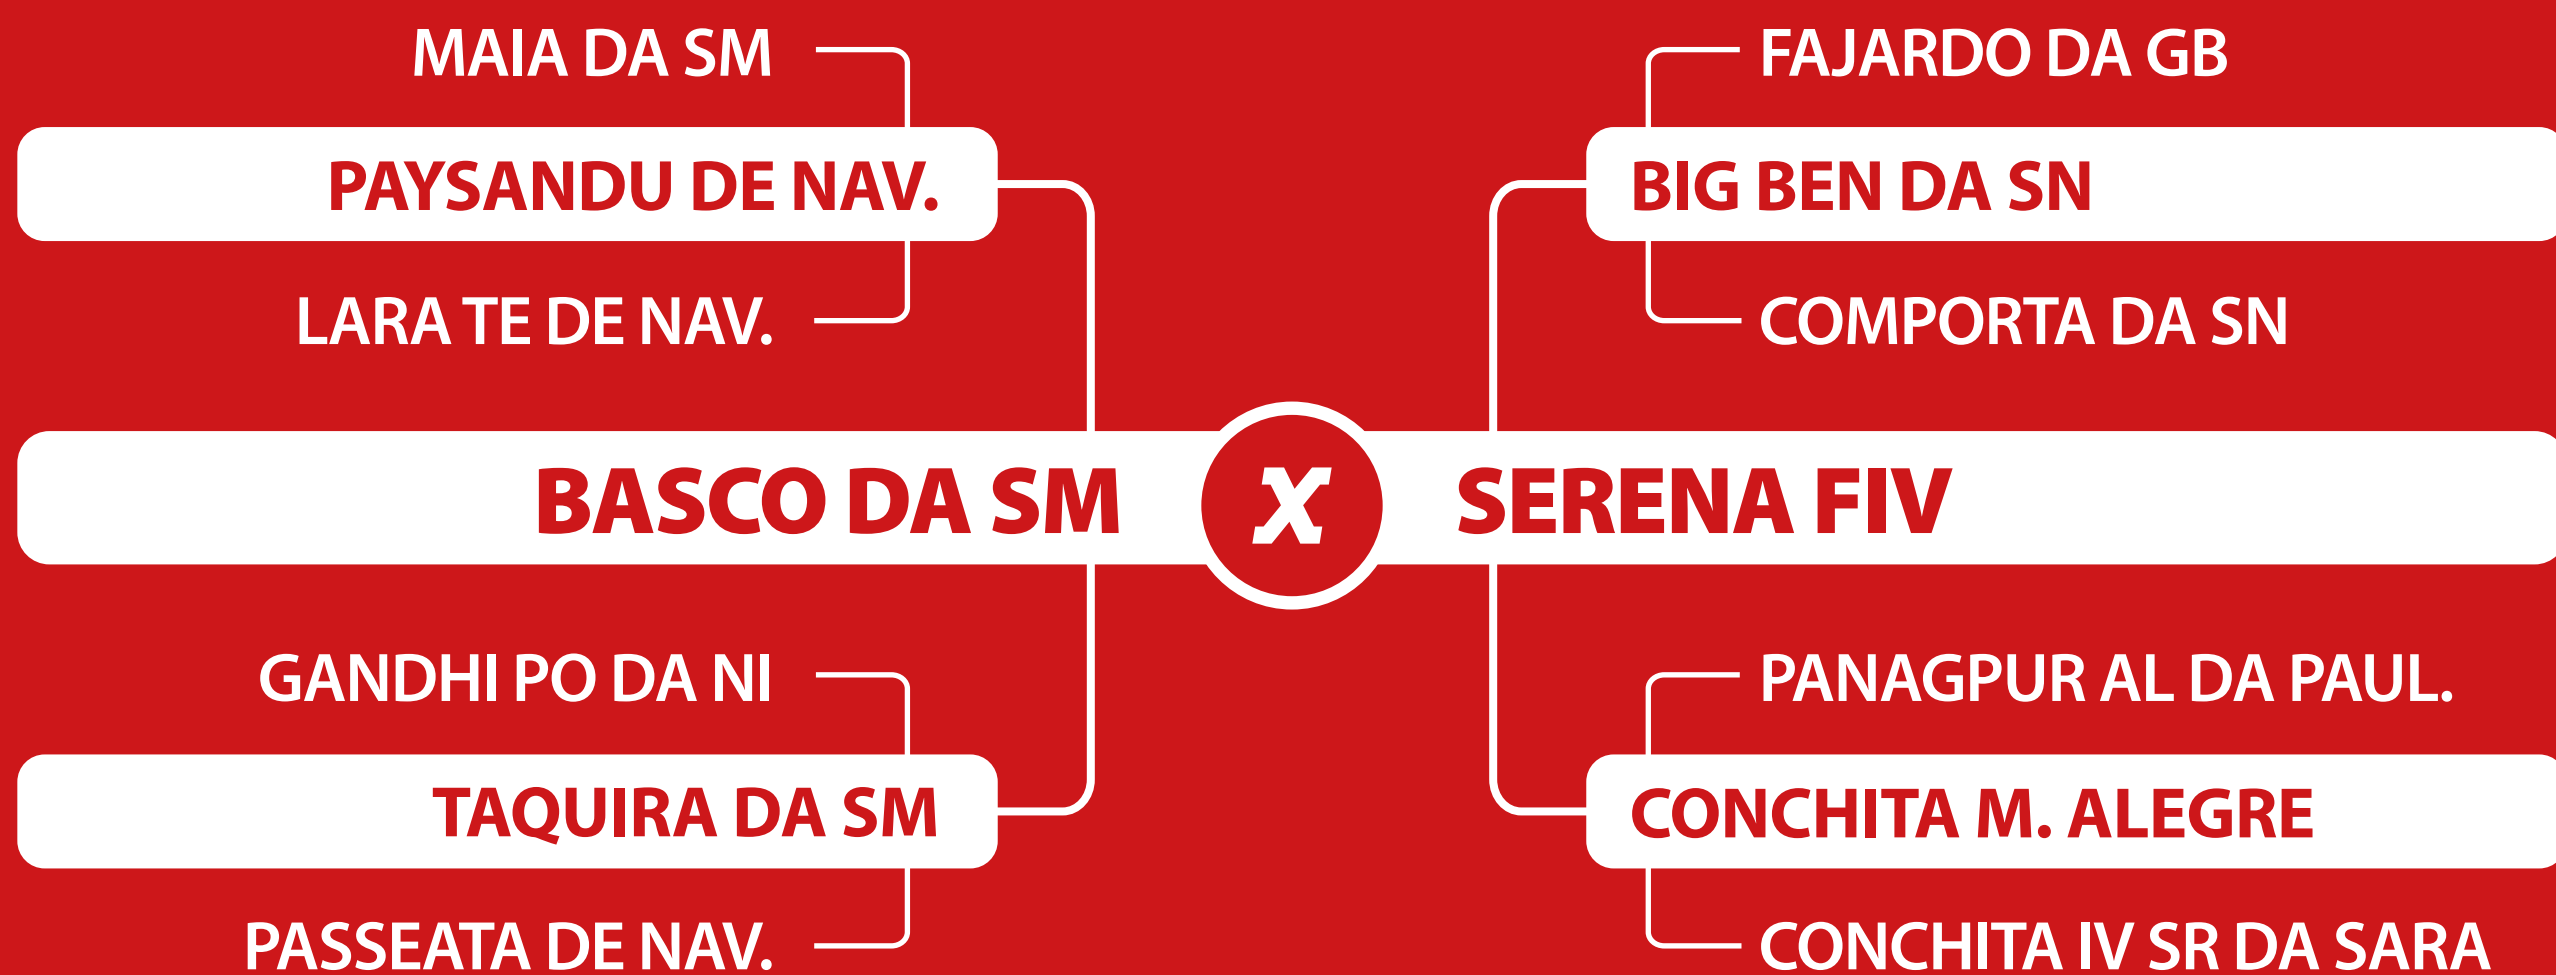 MAIA DA SM
FAJARDO DA GB
PAYSANDU DE NAV.
BIG BEN DA SN
LARA TE DE NAV.
COMPORTA DA SN
BASCO DA SM X SERENA FIV
GANDHI PO DA NI
PANAGPUR AL DA PAUL.
TAQUIRA DA SM
CONCHITA M. ALEGRE
PASSEATA DE NAV.
CONCHITA IV SR DA SARA